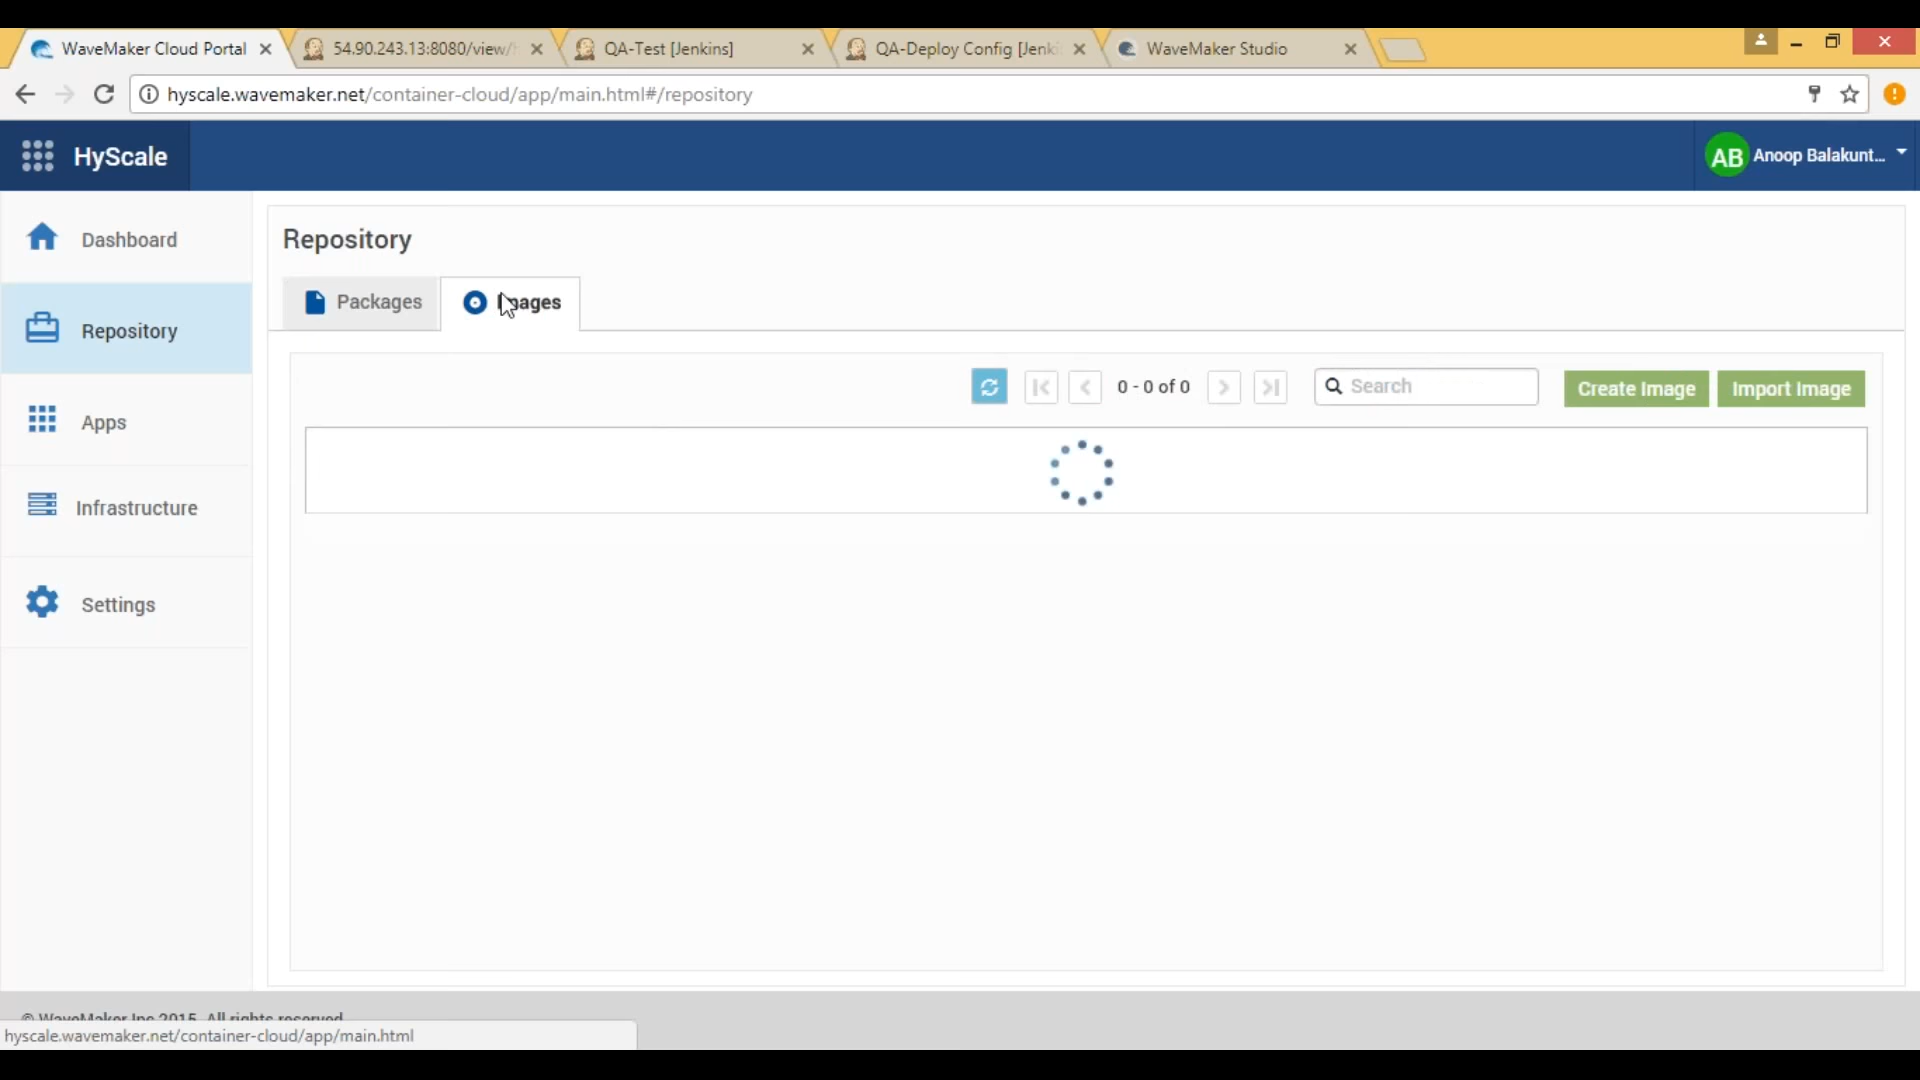 WaveMaker Cloud Portal
54.90.243.13:8080/view/
QA-Test [Jenkins]
QA-Deploy Config [Jenki
WaveMaker Studio
hyscale.wavemaker.net/container-cloud/app/main.html#/repository
HyScale
AB Anoop Balakunt...
Dashboard
Repository
Apps
Infrastructure
Settings
Repository
Packages
Images
0 - 0 of 0
Search
Create Image
Import Image
© WaveMaker Inc 2015. All rights reserved
hyscale.wavemaker.net/container-cloud/app/main.html